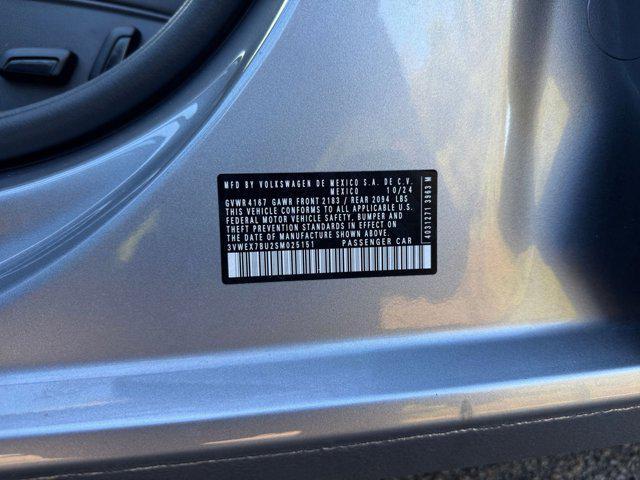 MFD BY VOLKSWAGEN DE MEXICO S.A. DE C.V.
MEXICO 10/24
GVWR4167 GAWR FRONT 2183 / REAR 2094 LBS
THIS VEHICLE CONFORMS TO ALL APPLICABLE U.S.
FEDERAL MOTOR VEHICLE SAFETY, BUMPER AND
THEFT PREVENTION STANDARDS IN EFFECT ON
THE DATE OF MANUFACTURE SHOWN ABOVE.
3VWEX7BU2SM025151 PASSENGER CAR
4031271 3963 M